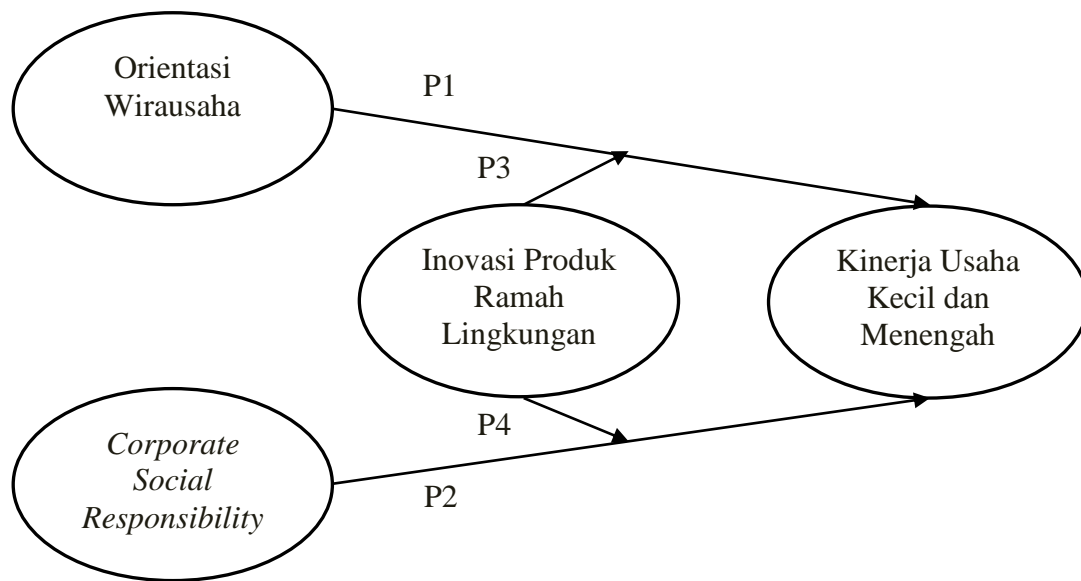 Orientasi
Wirausaha
P1
P3
Inovasi Produk
Ramah
Lingkungan
Kinerja Usaha
Kecil dan
Menengah
P4
Corporate
Social
Responsibility
P2